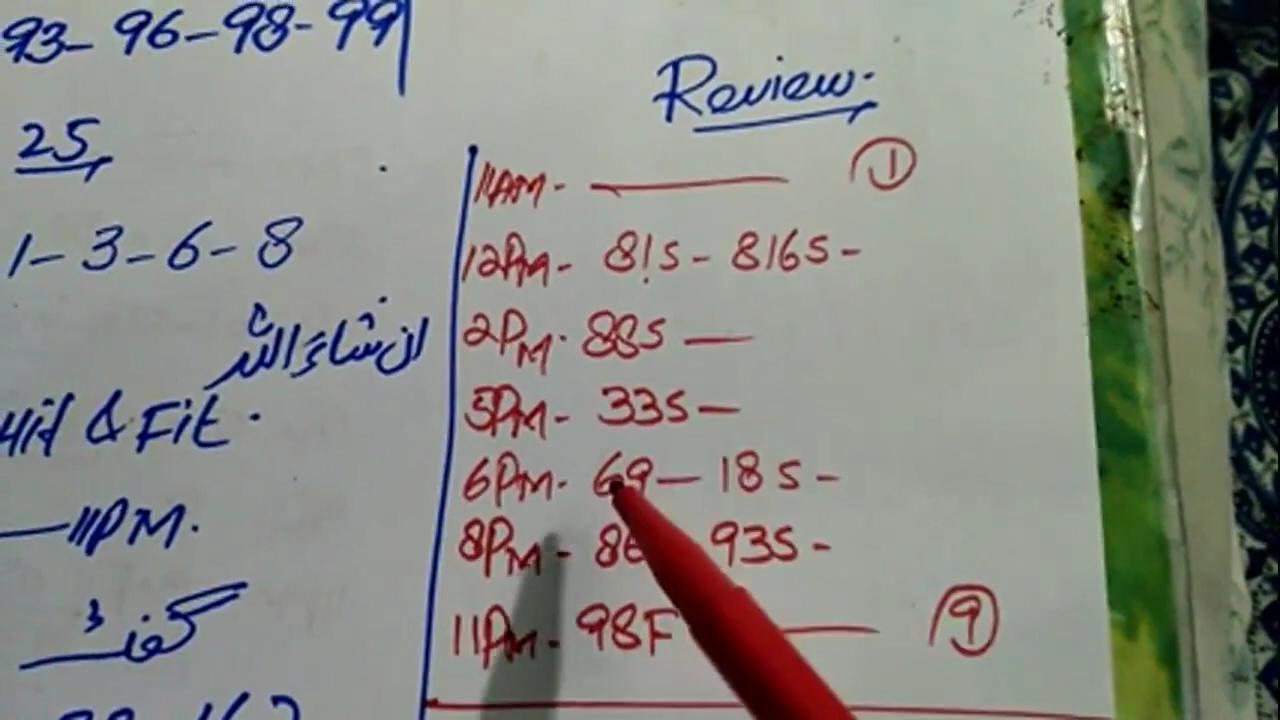 93-96-98-99
25
1-3-6-8
ان شاءَ اللہ
Hit & Fit.
—11PM.
Review.
11AM- ——— ①
12PM- 81S-816S-
2PM- 88S —
5PM- 33S —
6PM- 69 — 18S-
8PM- 86 93S-
11PM- 98F —— ⑨